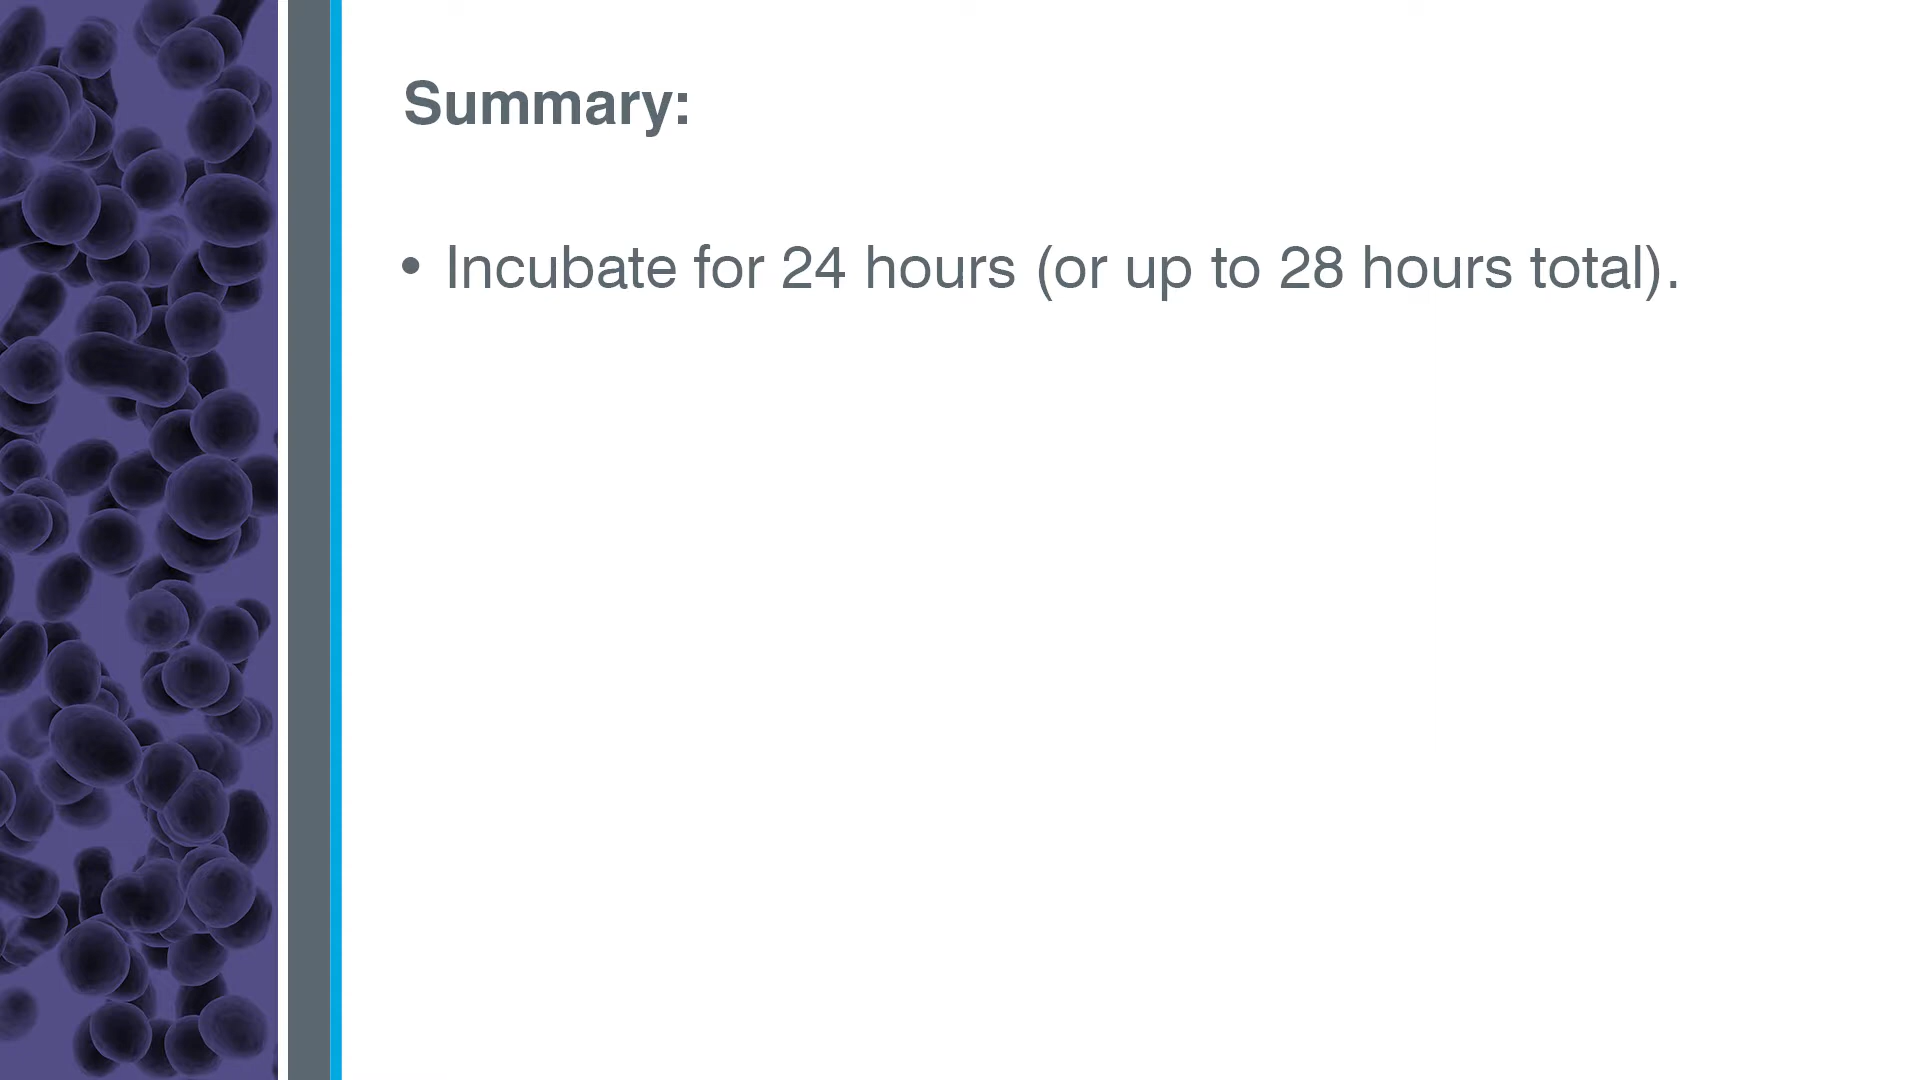 Summary:
• Incubate for 24 hours (or up to 28 hours total).